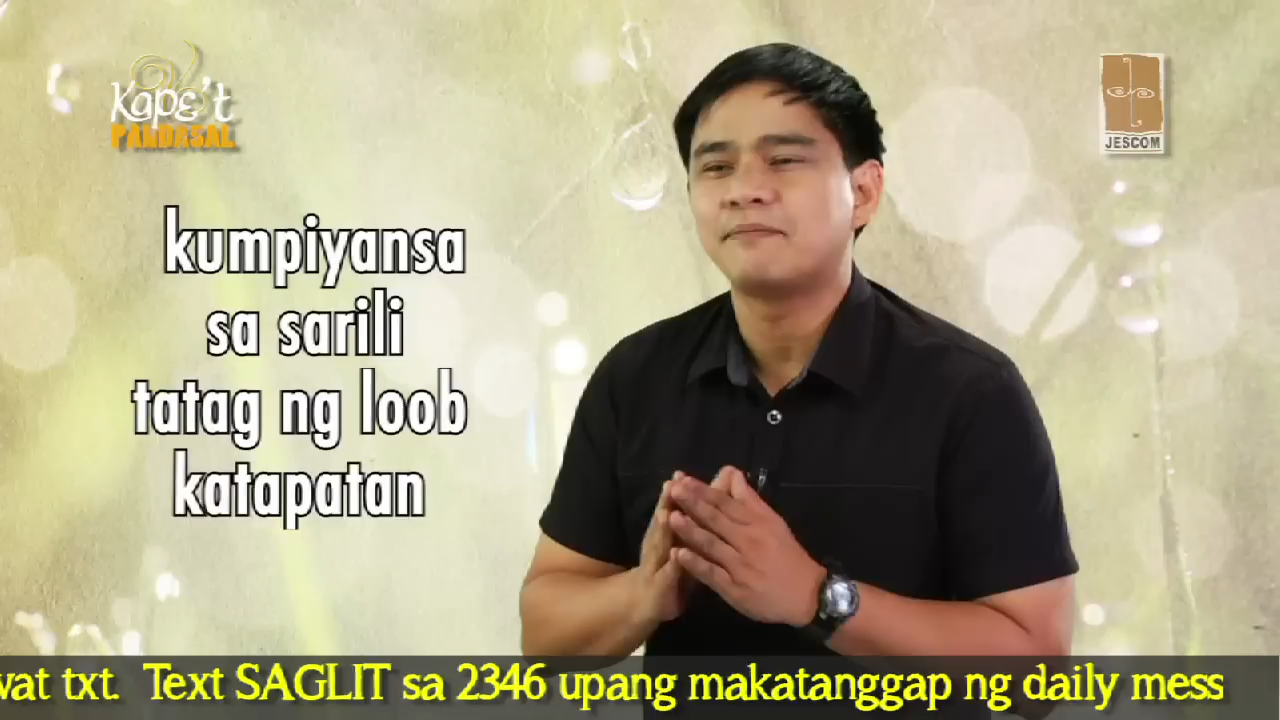 Kape't
PANDASAL
JESCOM
kumpiyansa
sa sarili
tatag ng loob
katapatan
wat txt. Text SAGLIT sa 2346 upang makatanggap ng daily mess